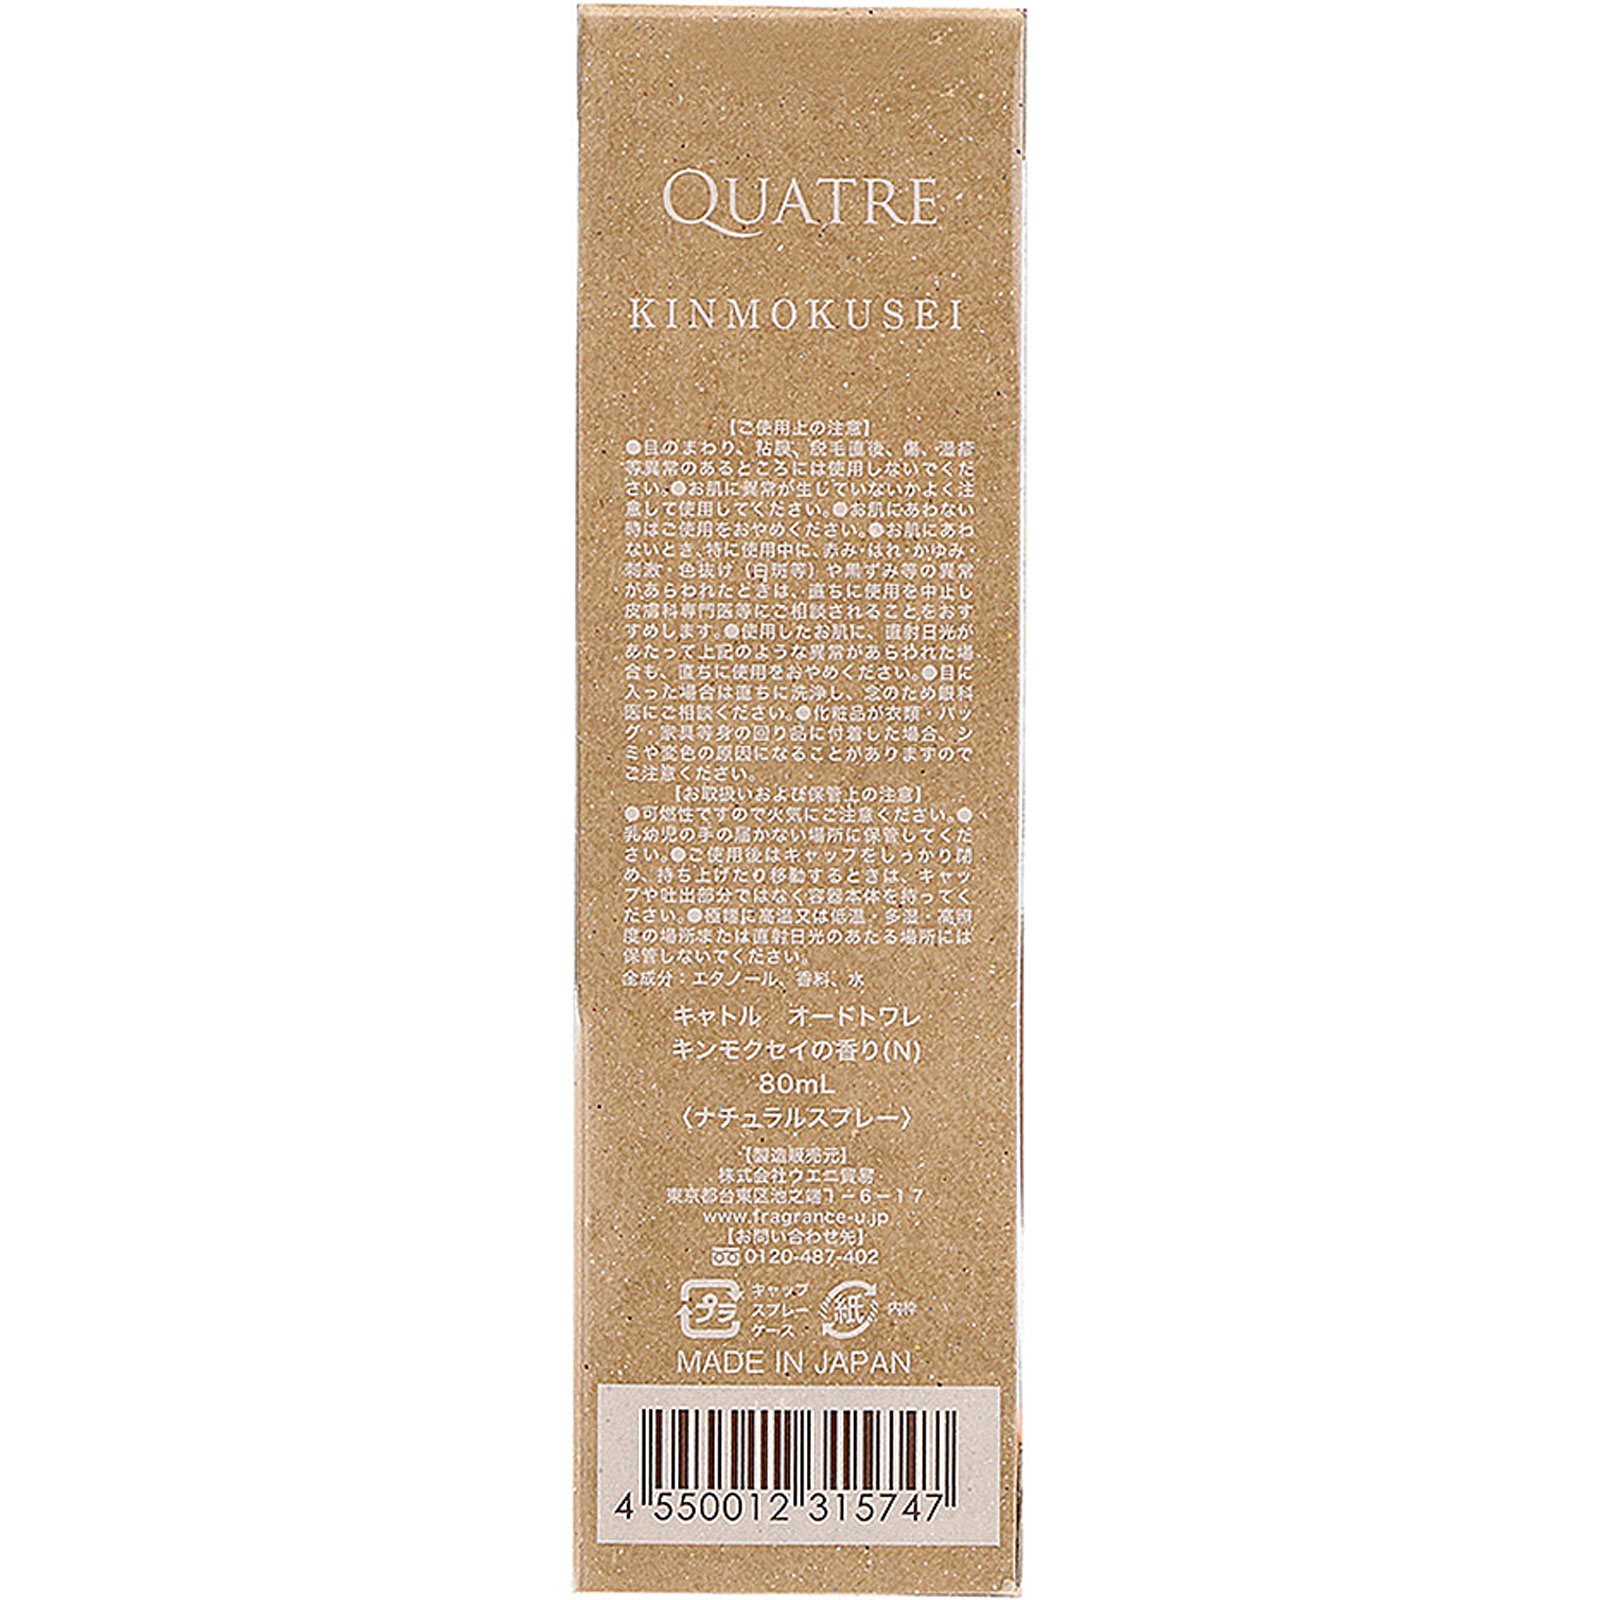 QUATRE
KINMOKUSEI
【ご使用上の注意】
●目のまわり、粘膜、脱毛直後、傷、湿疹
等異常のあるところには使用しないでくだ
さい。●お肌に異常が生じていないかよく注
意して使用してください。●お肌にあわない
時はご使用をおやめください。●お肌にあわ
ないとき、特に使用中に、赤み・はれ・かゆみ・
刺激・色抜け（白斑等）や黒ずみ等の異常
があらわれたときは、直ちに使用を中止し
皮膚科専門医等にご相談されることをおす
すめします。●使用したお肌に、直射日光が
あたって上記のような異常があらわれた場
合も、直ちに使用をおやめください。●目に
入った場合は直ちに洗浄し、念のため眼科
医にご相談ください。●化粧品が衣類・バッ
グ・家具等身の回り品に付着した場合、シ
ミや変色の原因になることがありますので
ご注意ください。
【お取扱いおよび保管上の注意】
●可燃性ですので火気にご注意ください。●
乳幼児の手の届かない場所に保管してくだ
さい。●ご使用後はキャップをしっかり閉
め、持ち上げたり移動するときは、キャッ
プや吐出部分ではなく容器本体を持ってく
ださい。●極端に高温又は低温・多湿・高照
度の場所または直射日光のあたる場所には
保管しないでください。
全成分：エタノール、香料、水
キャトル　オードトワレ
キンモクセイの香り(N)
80mL
〈ナチュラルスプレー〉
【製造販売元】
株式会社ウエニ貿易
東京都台東区池之端1－6－17
www.fragrance-u.jp
【お問い合わせ先】
0120-487-402
プラ キャップ
スプレー
ケース
紙 内枠
MADE IN JAPAN
4 550012 315747